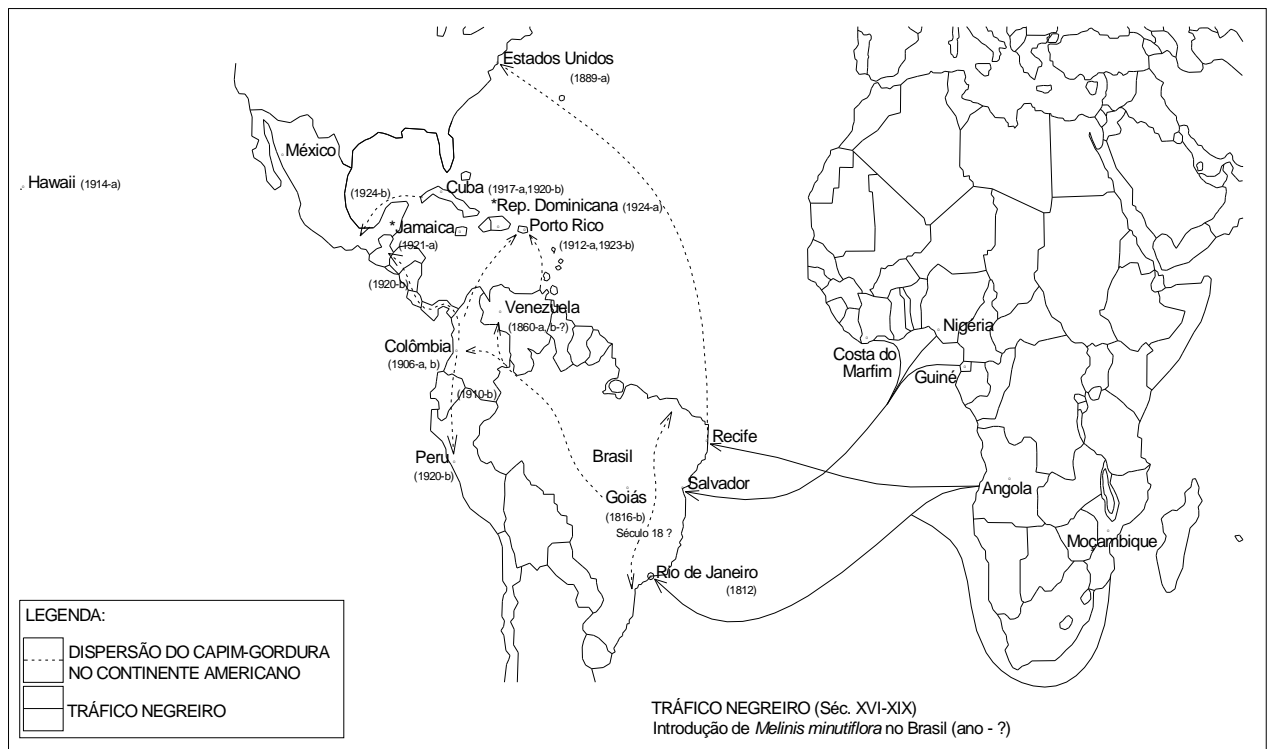 Estados Unidos
(1889-a)
México
Hawaii (1914-a)
(1924-b)
Cuba (1917-a,1920-b)
*Rep. Dominicana (1924-a)
*Jamaica
(1921-a)
Porto Rico
(1912-a,1923-b)
(1920-b)
Venezuela
(1860-a, b-?)
Colômbia
(1906-a, b)
(1910-b)
Peru
(1920-b)
Brasil
Goiás
(1816-b)
Século 18 ?
Recife
Salvador
Rio de Janeiro
(1812)
Nigéria
Costa do
Marfim
Guiné
Angola
Moçambique
LEGENDA:
DISPERSÃO DO CAPIM-GORDURA
NO CONTINENTE AMERICANO
TRÁFICO NEGREIRO
TRÁFICO NEGREIRO (Séc. XVI-XIX)
Introdução de Melinis minutiflora no Brasil (ano - ?)